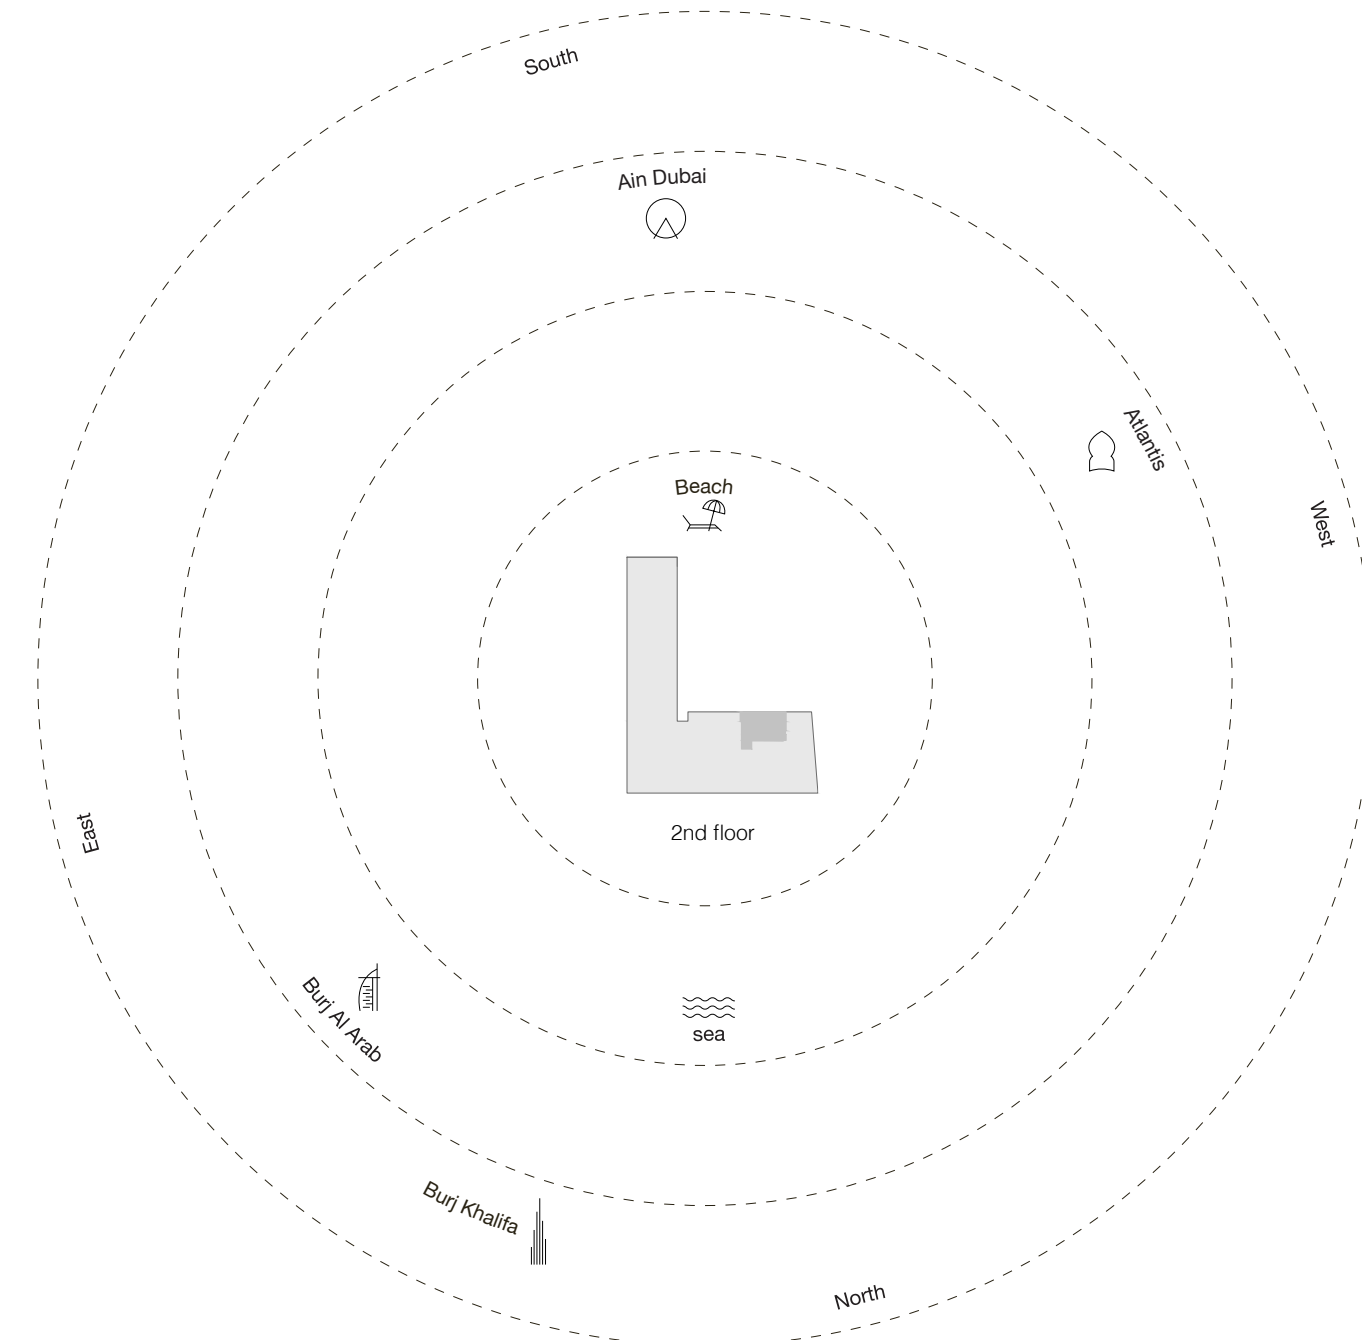 South
Ain Dubai
Atlantis
Beach
West
2nd floor
East
Burj Al Arab
sea
Burj Khalifa
North